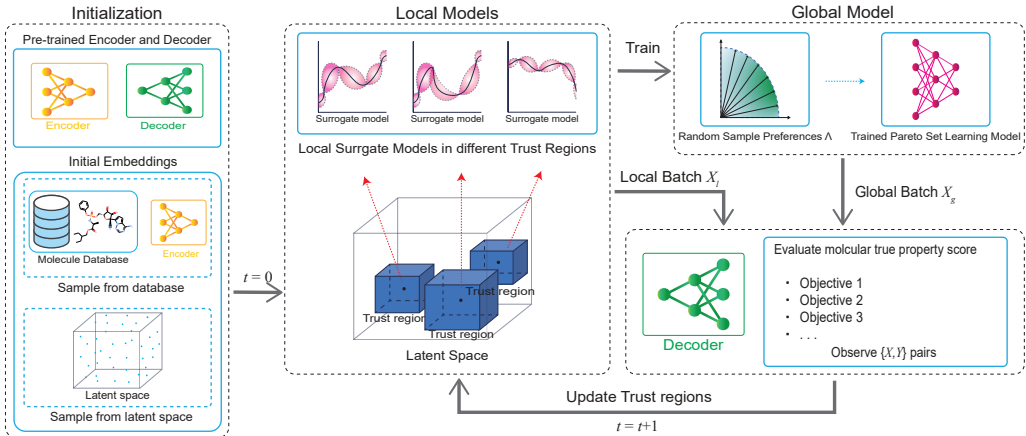 Initialization
Pre-trained Encoder and Decoder
Encoder
Decoder
Initial Embeddings
Molecule Database
Encoder
Sample from database
Latent space
Sample from latent space
t = 0
Local Models
Surrogate model
Surrogate model
Surrogate model
Local Surrgate Models in different Trust Regions
Trust region
Trust region
Trust region
Latent Space
Train
Global Model
Random Sample Preferences Λ
Trained Pareto Set Learning Model
Local Batch X_l
Global Batch X_g
Decoder
Evaluate molcular true property score
· Objective 1
· Objective 2
· Objective 3
· . . .
Observe {X,Y} pairs
Update Trust regions
t = t+1